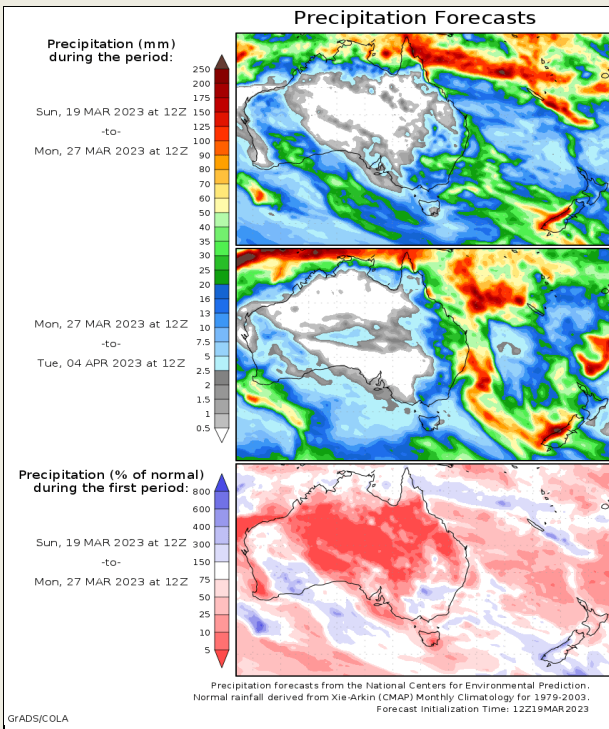 Precipitation Forecasts
Precipitation (mm)
during the period:
Sun, 19 MAR 2023 at 12Z
-to-
Mon, 27 MAR 2023 at 12Z
250
200
175
150
125
100
90
80
70
60
50
40
35
30
25
20
16
13
10
7.5
5
2.5
2
1.5
1
0.5
Mon, 27 MAR 2023 at 12Z
-to-
Tue, 04 APR 2023 at 12Z
Precipitation (% of normal)
during the first period:
Sun, 19 MAR 2023 at 12Z
-to-
Mon, 27 MAR 2023 at 12Z
800
600
400
300
150
75
50
25
10
5
Precipitation forecasts from the National Centers for Environmental Prediction.
Normal rainfall derived from Xie-Arkin (CMAP) Monthly Climatology for 1979-2003.
Forecast Initialization Time: 12Z19MAR2023
GrADS/COLA